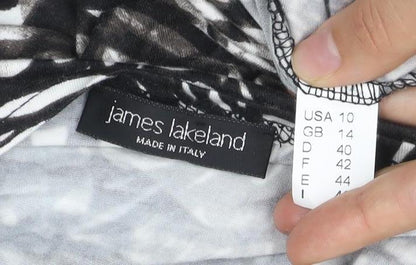 james lakeland
MADE IN ITALY
USA 10
GB 14
D 40
F 42
E 44
I